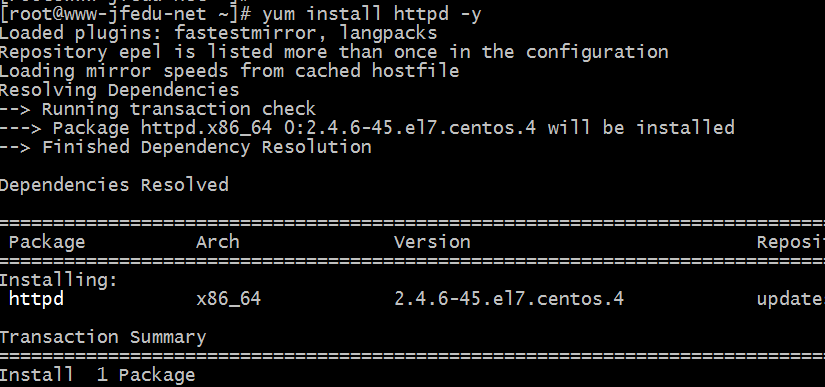 [root@www-jfedu-net ~]# yum install httpd -y
Loaded plugins: fastestmirror, langpacks
Repository epel is listed more than once in the configuration
Loading mirror speeds from cached hostfile
Resolving Dependencies
--> Running transaction check
---> Package httpd.x86_64 0:2.4.6-45.el7.centos.4 will be installed
--> Finished Dependency Resolution
Dependencies Resolved
================================================================================
Package Arch Version Reposi
================================================================================
Installing:
httpd x86_64 2.4.6-45.el7.centos.4 update
Transaction Summary
================================================================================
Install 1 Package